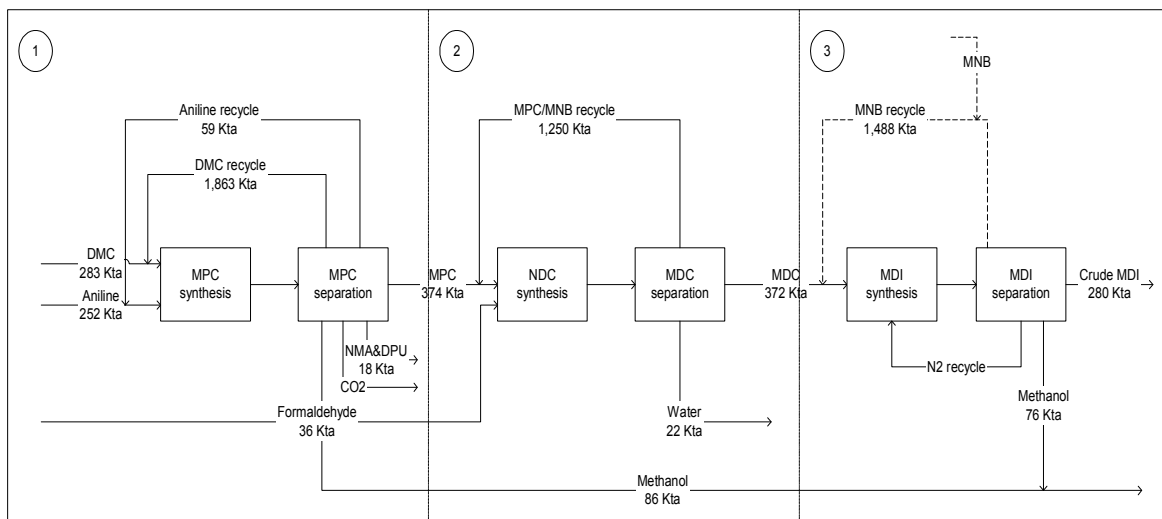 1
2
3
MNB
Aniline recycle
59 Kta
MPC/MNB recycle
1,250 Kta
MNB recycle
1,488 Kta
DMC recycle
1,863 Kta
DMC
283 Kta
Aniline
252 Kta
MPC
synthesis
MPC
separation
MPC
374 Kta
NDC
synthesis
MDC
separation
MDC
372 Kta
MDI
synthesis
MDI
separation
Crude MDI
280 Kta
NMA&DPU
18 Kta
CO2
N2 recycle
Formaldehyde
36 Kta
Water
22 Kta
Methanol
76 Kta
Methanol
86 Kta